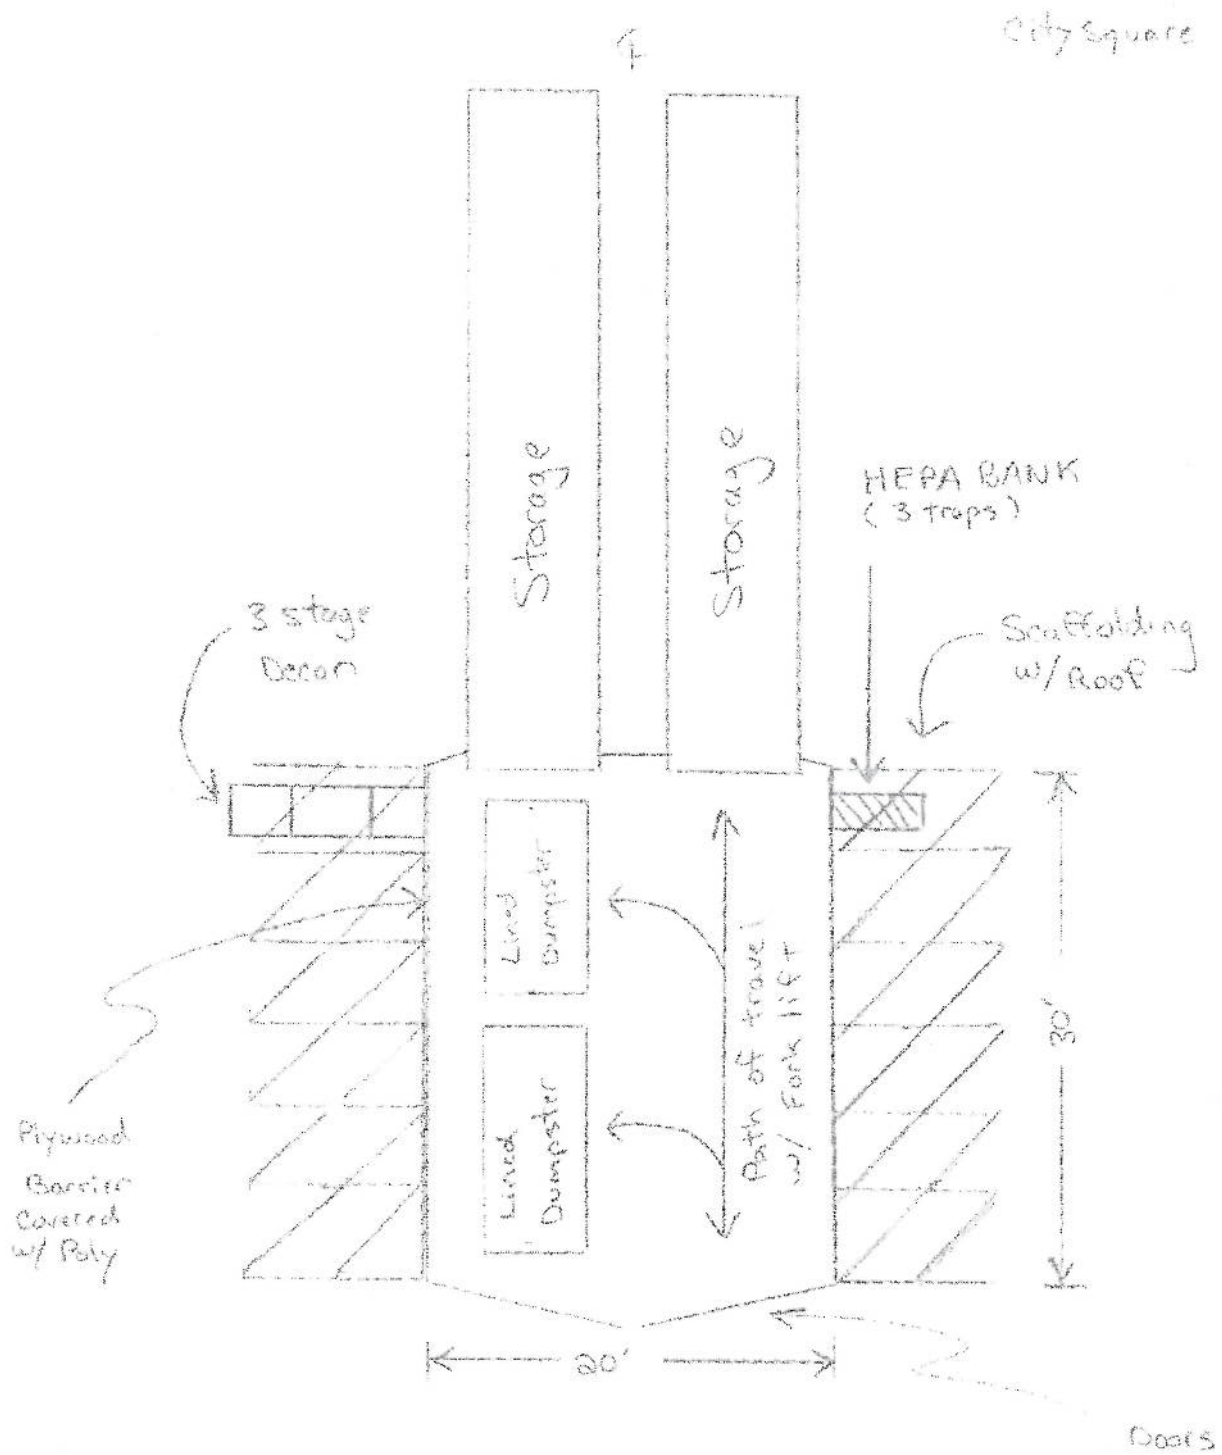 City Square
℄
Storage
Storage
HEPA BANK
(3 traps)
3 stage
Decon
Scaffolding
w/ Roof
Lined
Dumpster
Path of travel
w/ Fork lift
30'
Lined
Dumpster
Plywood
Barrier
Covered
w/ Poly
20'
Doors